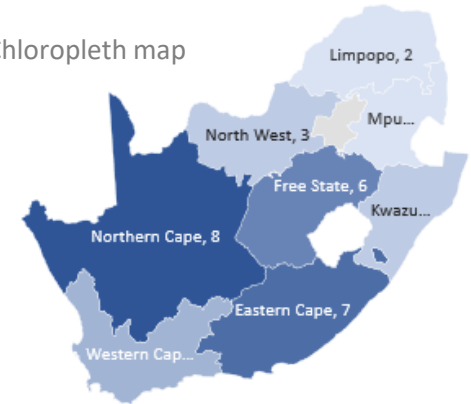 Chloropleth map
Limpopo, 2
Mpu...
North West, 3
Free State, 6
Kwazu...
Northern Cape, 8
Eastern Cape, 7
Western Cap...